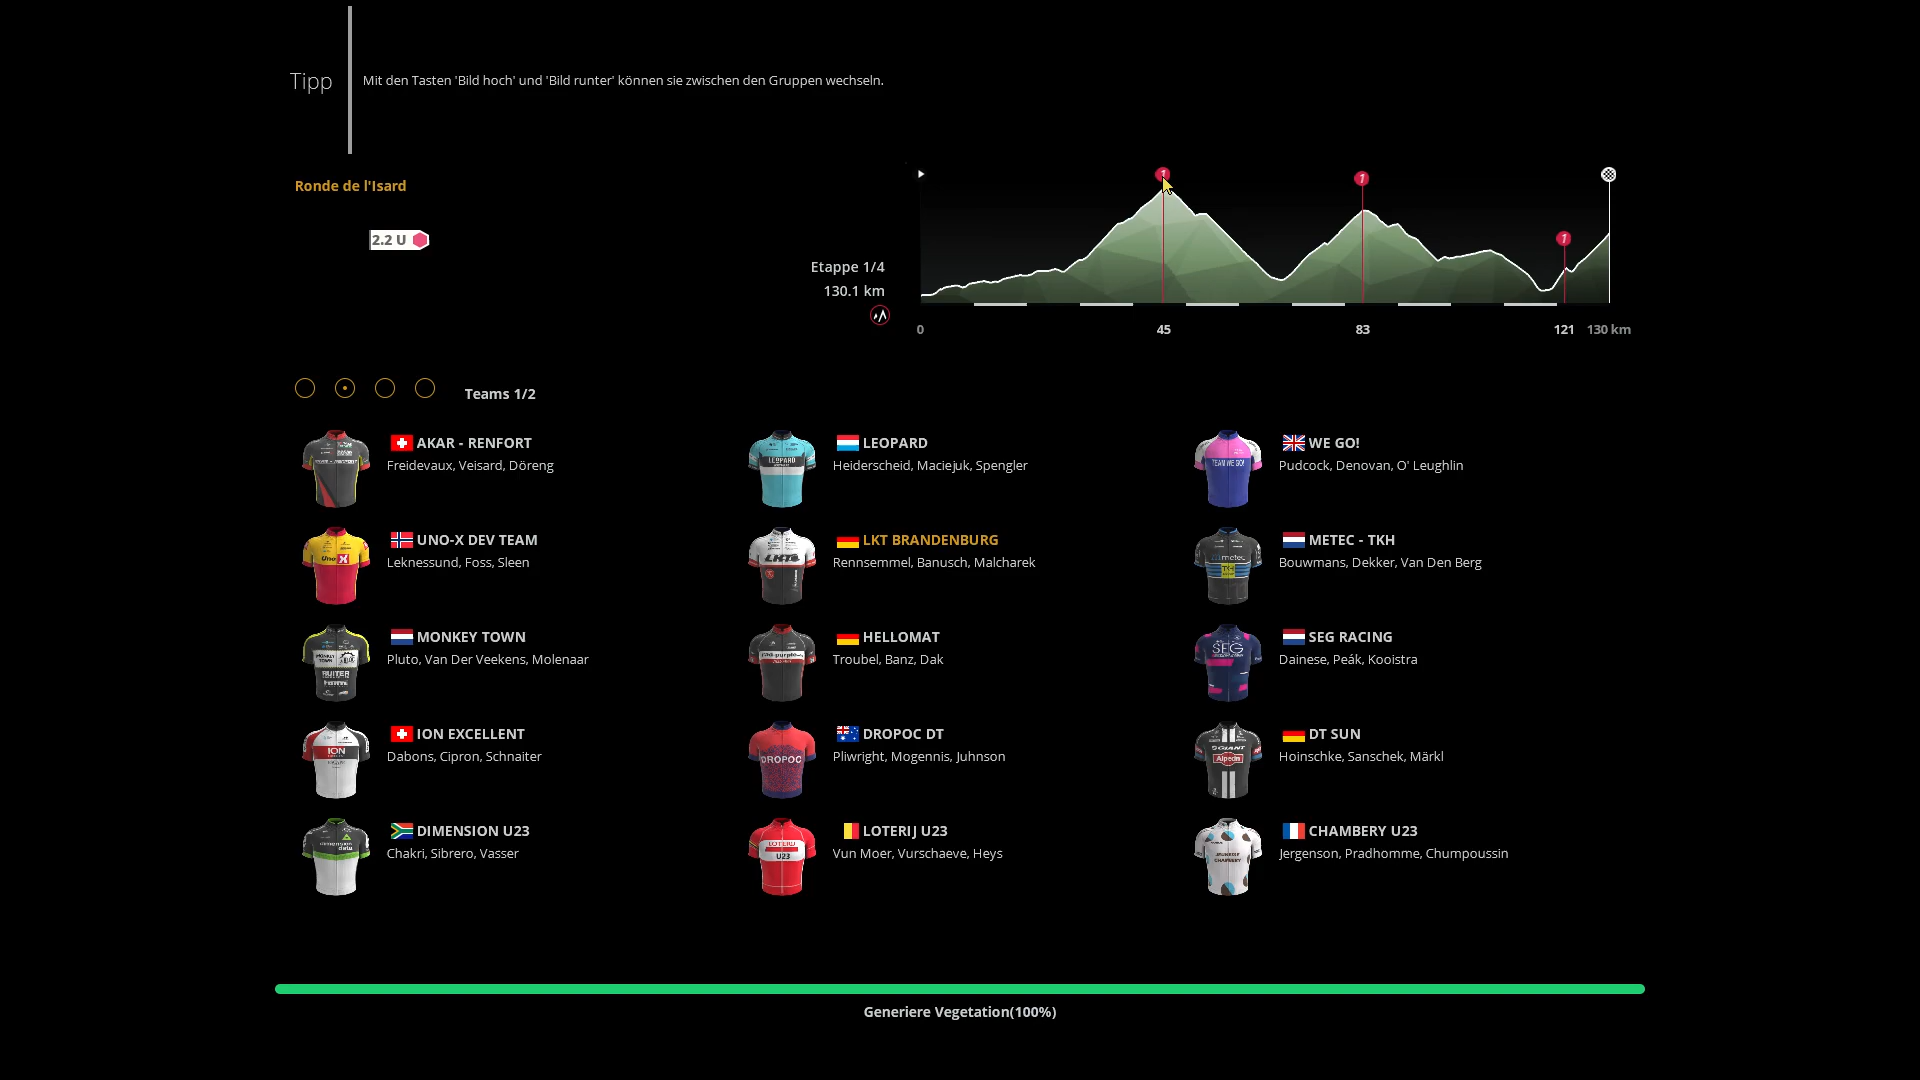 Tipp
Mit den Tasten 'Bild hoch' und 'Bild runter' können sie zwischen den Gruppen wechseln.
Ronde de l'Isard
2.2 U
Etappe 1/4
130.1 km
1
1
1
0
45
83
121
130 km
Teams 1/2
AKAR - RENFORT
Freidevaux, Veisard, Döreng
LEOPARD
Heiderscheid, Maciejuk, Spengler
WE GO!
Pudcock, Denovan, O' Leughlin
UNO-X DEV TEAM
Leknessund, Foss, Sleen
LKT BRANDENBURG
Rennsemmel, Banusch, Malcharek
METEC - TKH
Bouwmans, Dekker, Van Den Berg
MONKEY TOWN
Pluto, Van Der Veekens, Molenaar
HELLOMAT
Troubel, Banz, Dak
SEG RACING
Dainese, Peák, Kooistra
ION EXCELLENT
Dabons, Cipron, Schnaiter
DROPOC DT
Pliwright, Mogennis, Juhnson
DT SUN
Hoinschke, Sanschek, Märkl
DIMENSION U23
Chakri, Sibrero, Vasser
LOTERIJ U23
Vun Moer, Vurschaeve, Heys
CHAMBERY U23
Jergenson, Pradhomme, Chumpoussin
Generiere Vegetation(100%)